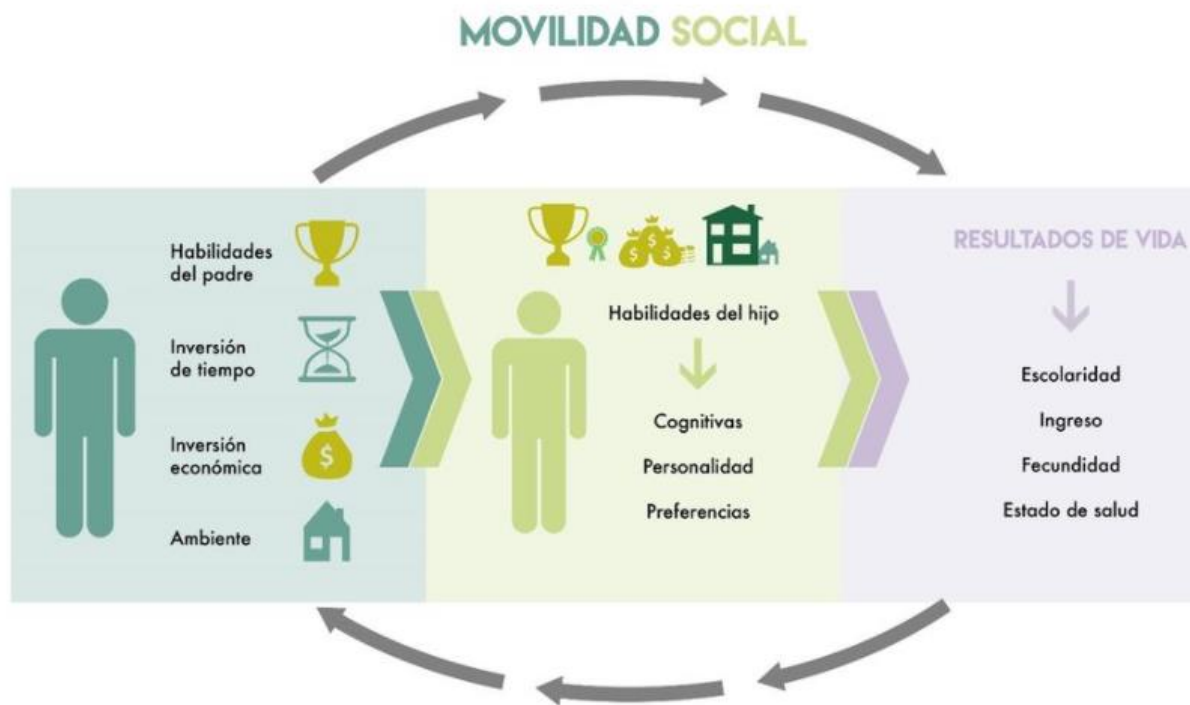 MOVILIDAD SOCIAL
Habilidades
del padre
Inversión
de tiempo
Inversión
económica
Ambiente
$
Habilidades del hijo
Cognitivas
Personalidad
Preferencias
$ $ $
RESULTADOS DE VIDA
Escolaridad
Ingreso
Fecundidad
Estado de salud